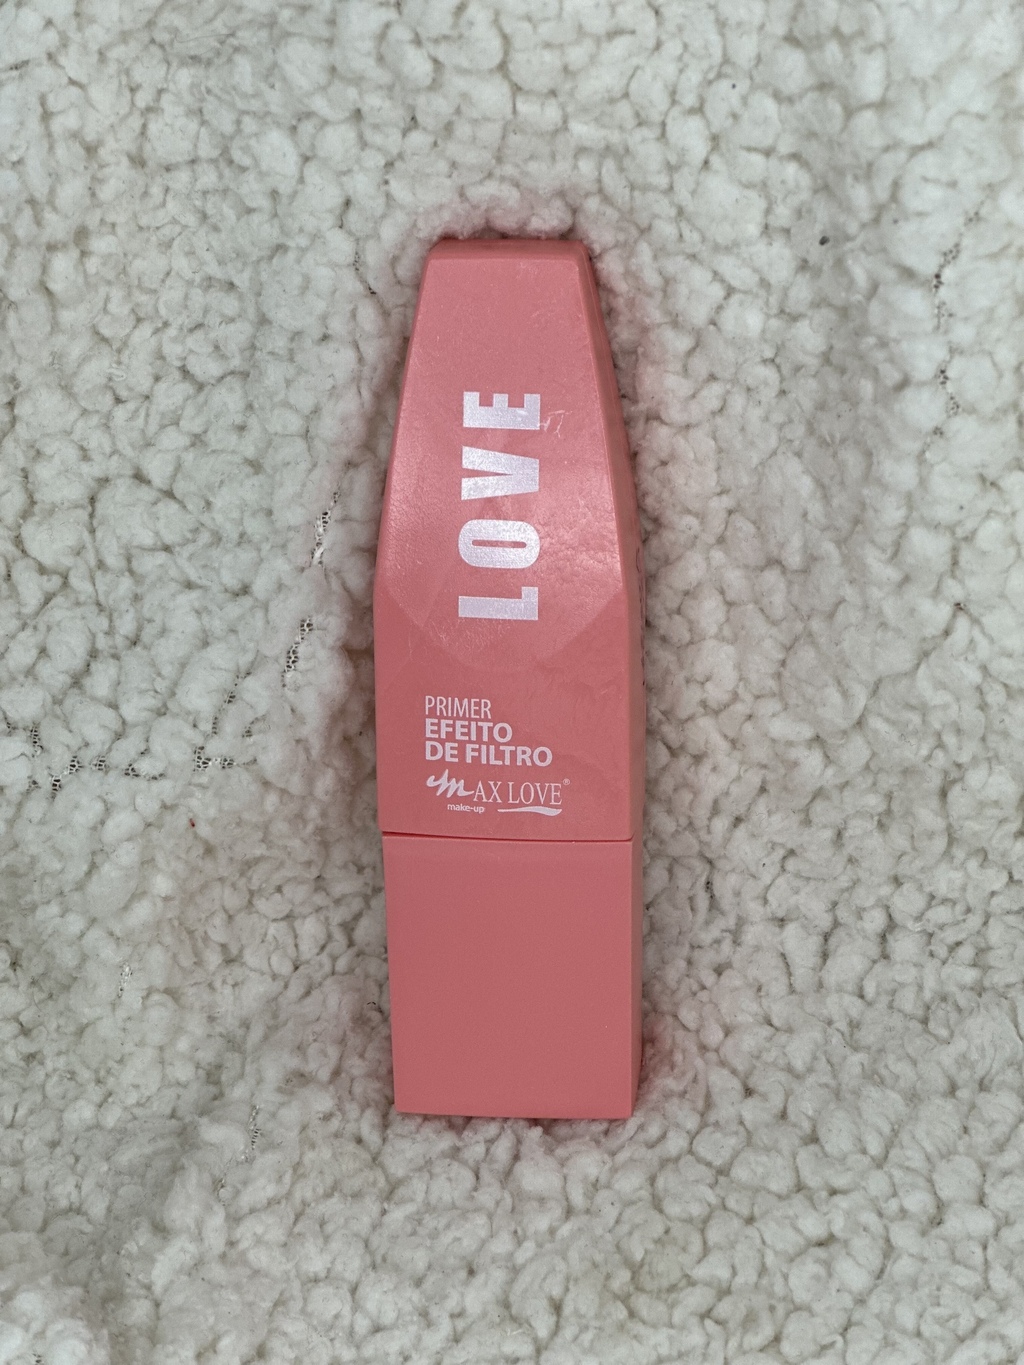 LOVE
PRIMER
EFEITO
DE FILTRO
MAX LOVE®
make-up